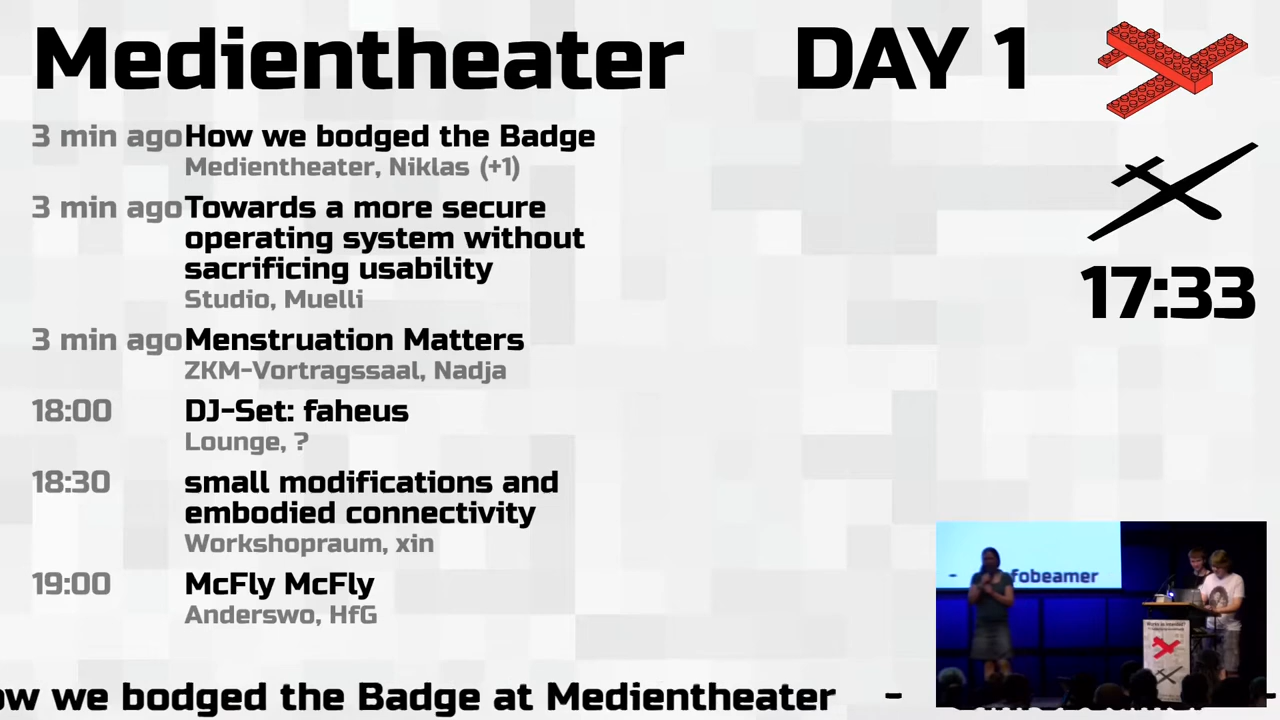 Medientheater DAY 1
3 min ago How we bodged the Badge
Medientheater, Niklas (+1)
3 min ago Towards a more secure
operating system without
sacrificing usability
Studio, Muelli
3 min ago Menstruation Matters
ZKM-Vortragssaal, Nadja
18:00 DJ-Set: faheus
Lounge, ?
18:30 small modifications and
embodied connectivity
Workshopraum, xin
19:00 McFly McFly
Anderswo, HfG
17:33
- fobeamer
ow we bodged the Badge at Medientheater -